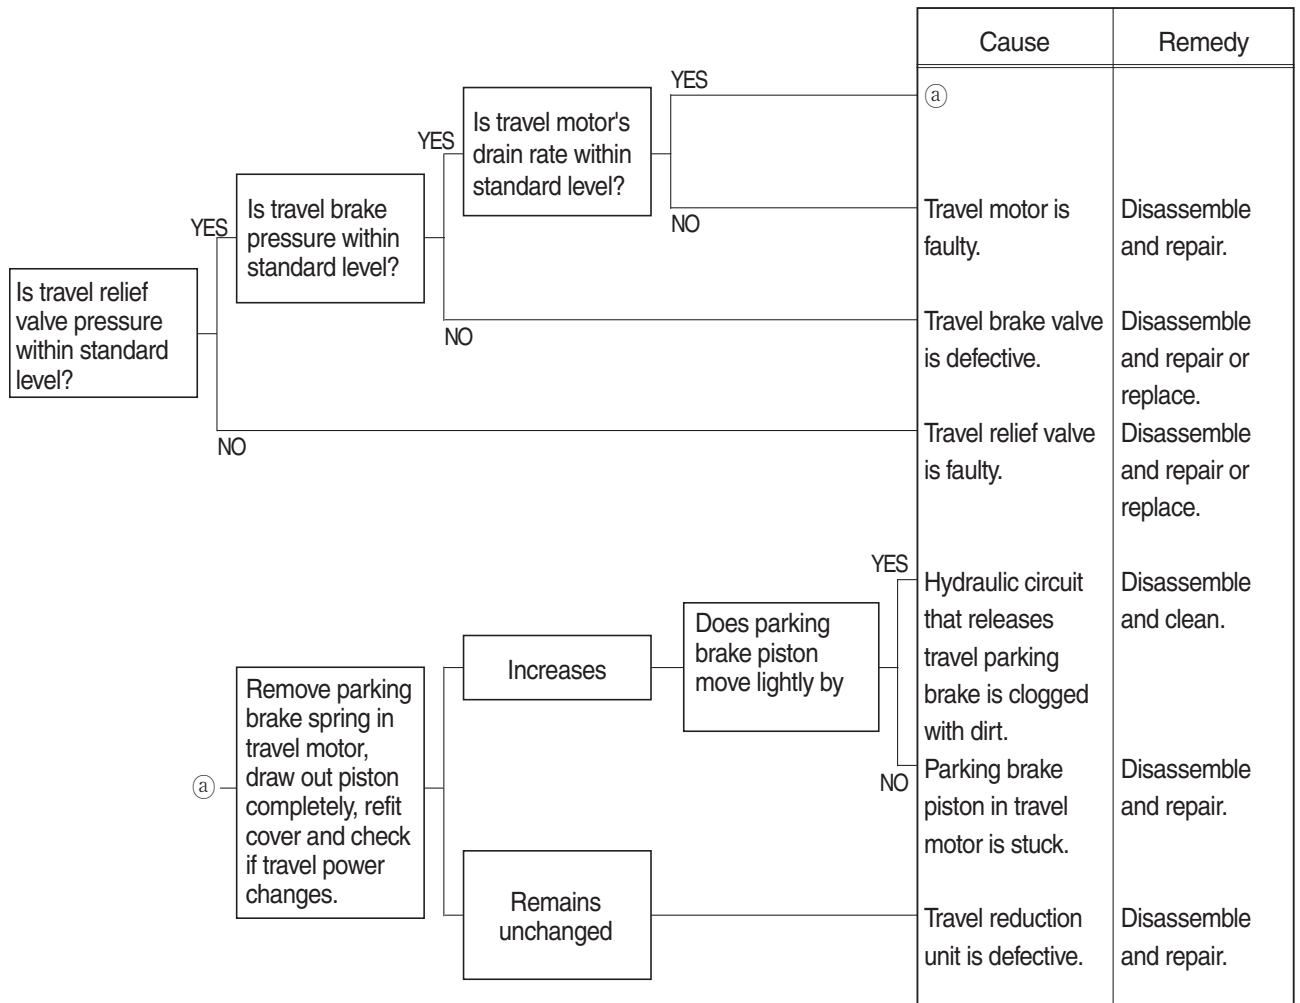 Cause
Remedy
YES
ⓐ
Is travel motor's
drain rate within
standard level?
YES
NO
Travel motor is
faulty.
Disassemble
and repair.
Is travel brake
pressure within
standard level?
YES
NO
Travel brake valve
is defective.
Disassemble
and repair or
replace.
Is travel relief
valve pressure
within standard
level?
NO
Travel relief valve
is faulty.
Disassemble
and repair or
replace.
ⓐ
Remove parking
brake spring in
travel motor,
draw out piston
completely, refit
cover and check
if travel power
changes.
Increases
Does parking
brake piston
move lightly by
YES
Hydraulic circuit
that releases
travel parking
brake is clogged
with dirt.
Disassemble
and clean.
NO
Parking brake
piston in travel
motor is stuck.
Disassemble
and repair.
Remains
unchanged
Travel reduction
unit is defective.
Disassemble
and repair.